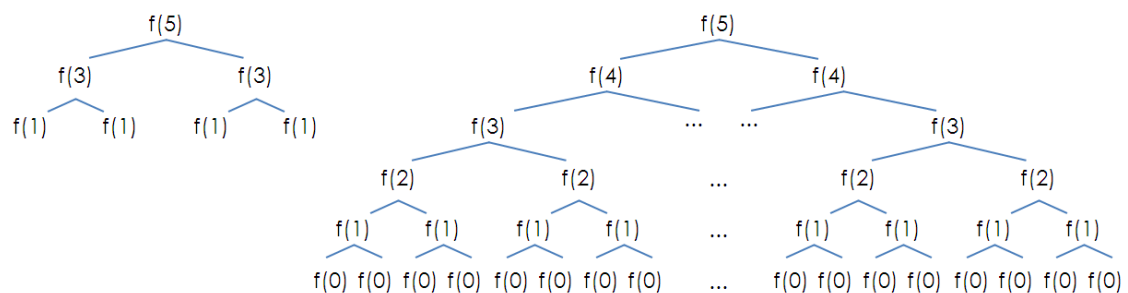 f(5)
f(3) f(3)
f(1) f(1) f(1) f(1)
f(5)
f(4) f(4)
f(3) ... ... f(3)
f(2) f(2) ... f(2) f(2)
f(1) f(1) f(1) f(1) ... f(1) f(1) f(1) f(1)
f(0) f(0) f(0) f(0) f(0) f(0) f(0) f(0) ... f(0) f(0) f(0) f(0) f(0) f(0) f(0) f(0)